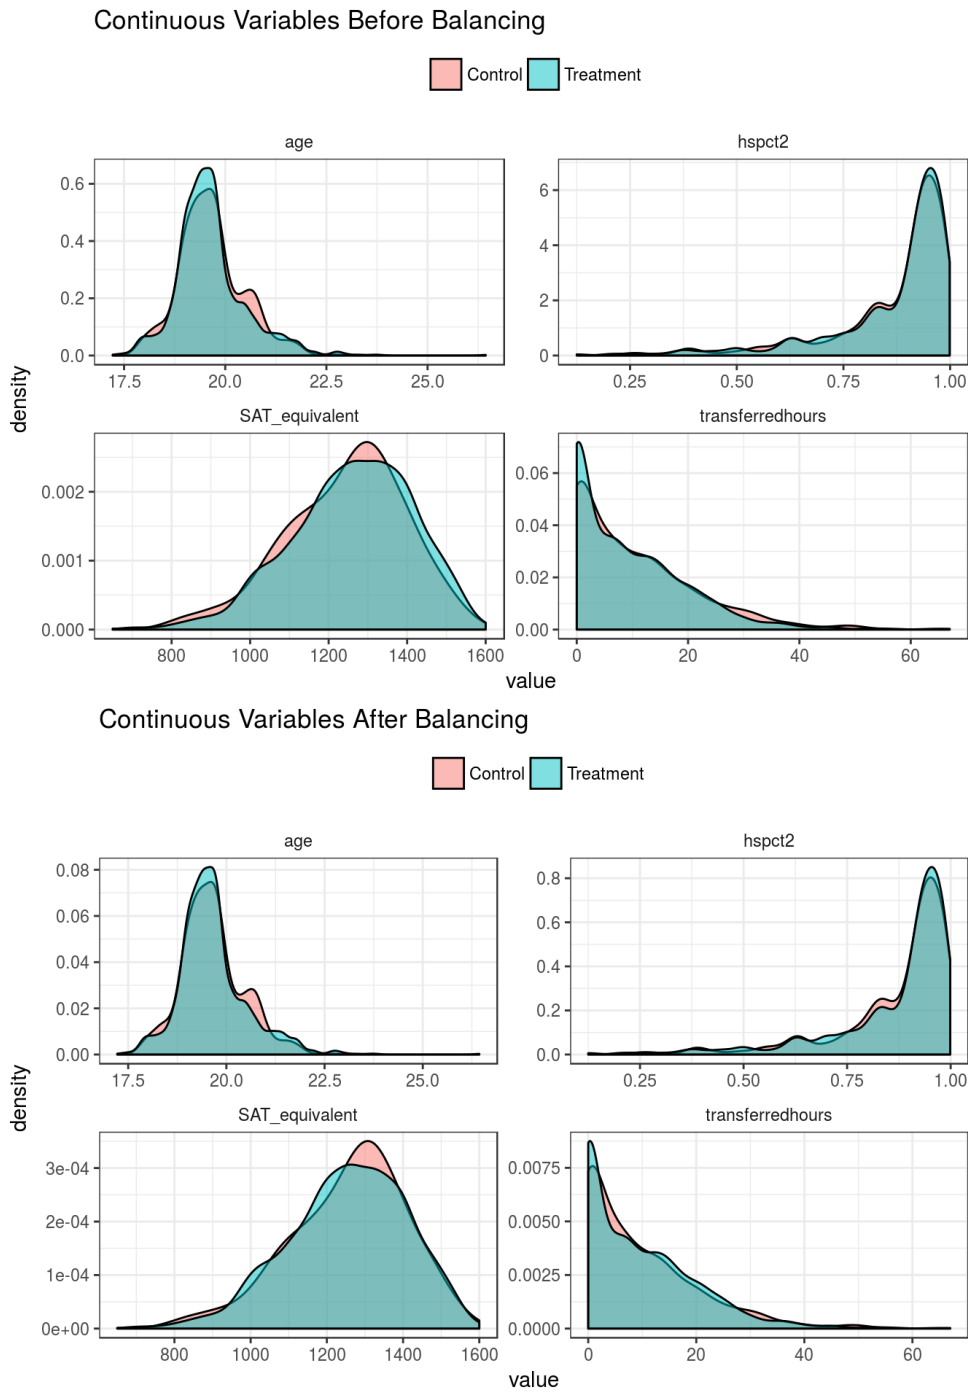 Continuous Variables Before Balancing
Control Treatment
age hspct2
0.6
0.4
0.2
0.0
17.5 20.0 22.5 25.0
6
4
2
0
0.25 0.50 0.75 1.00
density
SAT_equivalent transferredhours
0.002
0.001
0.000
800 1000 1200 1400 1600
0.06
0.04
0.02
0.00
0 20 40 60
value
Continuous Variables After Balancing
Control Treatment
age hspct2
0.08
0.06
0.04
0.02
0.00
17.5 20.0 22.5 25.0
0.8
0.6
0.4
0.2
0.0
0.25 0.50 0.75 1.00
density
SAT_equivalent transferredhours
3e-04
2e-04
1e-04
0e+00
800 1000 1200 1400 1600
0.0075
0.0050
0.0025
0.0000
0 20 40 60
value